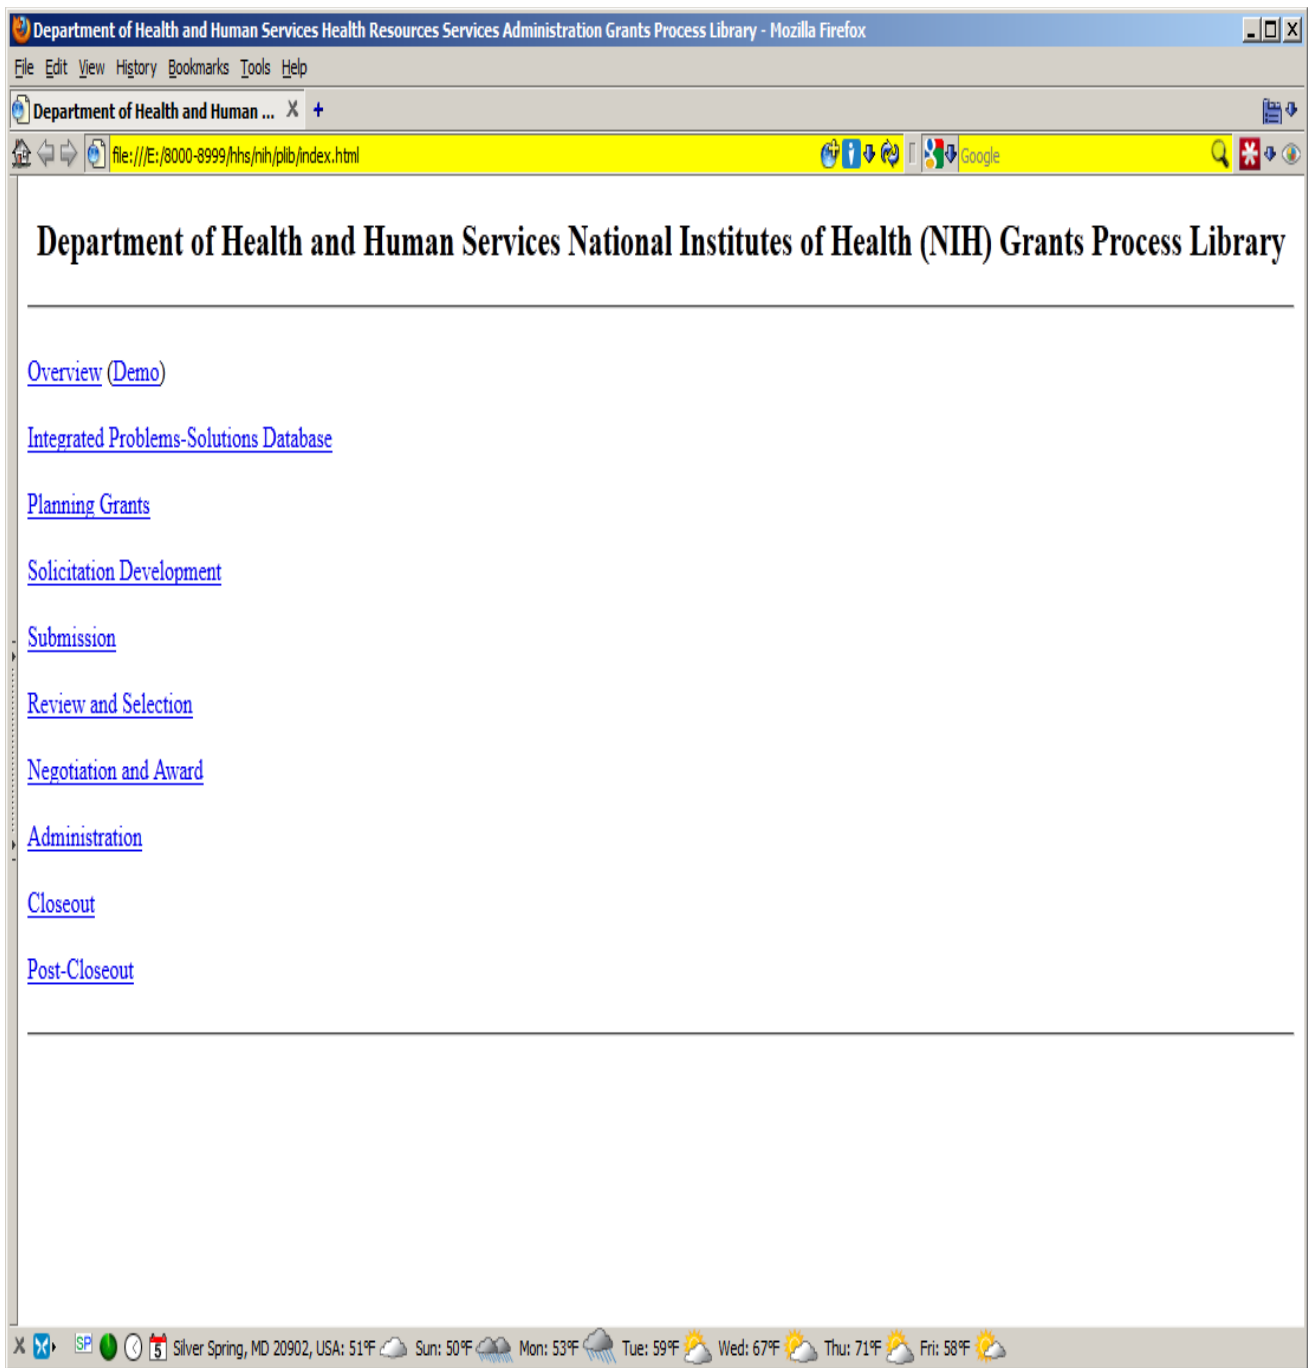 Department of Health and Human Services Health Resources Services Administration Grants Process Library - Mozilla Firefox
File Edit View History Bookmarks Tools Help
Department of Health and Human ...
file:///E:/8000-8999/hhs/nih/plib/index.html Google
Department of Health and Human Services National Institutes of Health (NIH) Grants Process Library
Overview (Demo)
Integrated Problems-Solutions Database
Planning Grants
Solicitation Development
Submission
Review and Selection
Negotiation and Award
Administration
Closeout
Post-Closeout
SP 5 Silver Spring, MD 20902, USA: 51°F Sun: 50°F Mon: 53°F Tue: 59°F Wed: 67°F Thu: 71°F Fri: 58°F